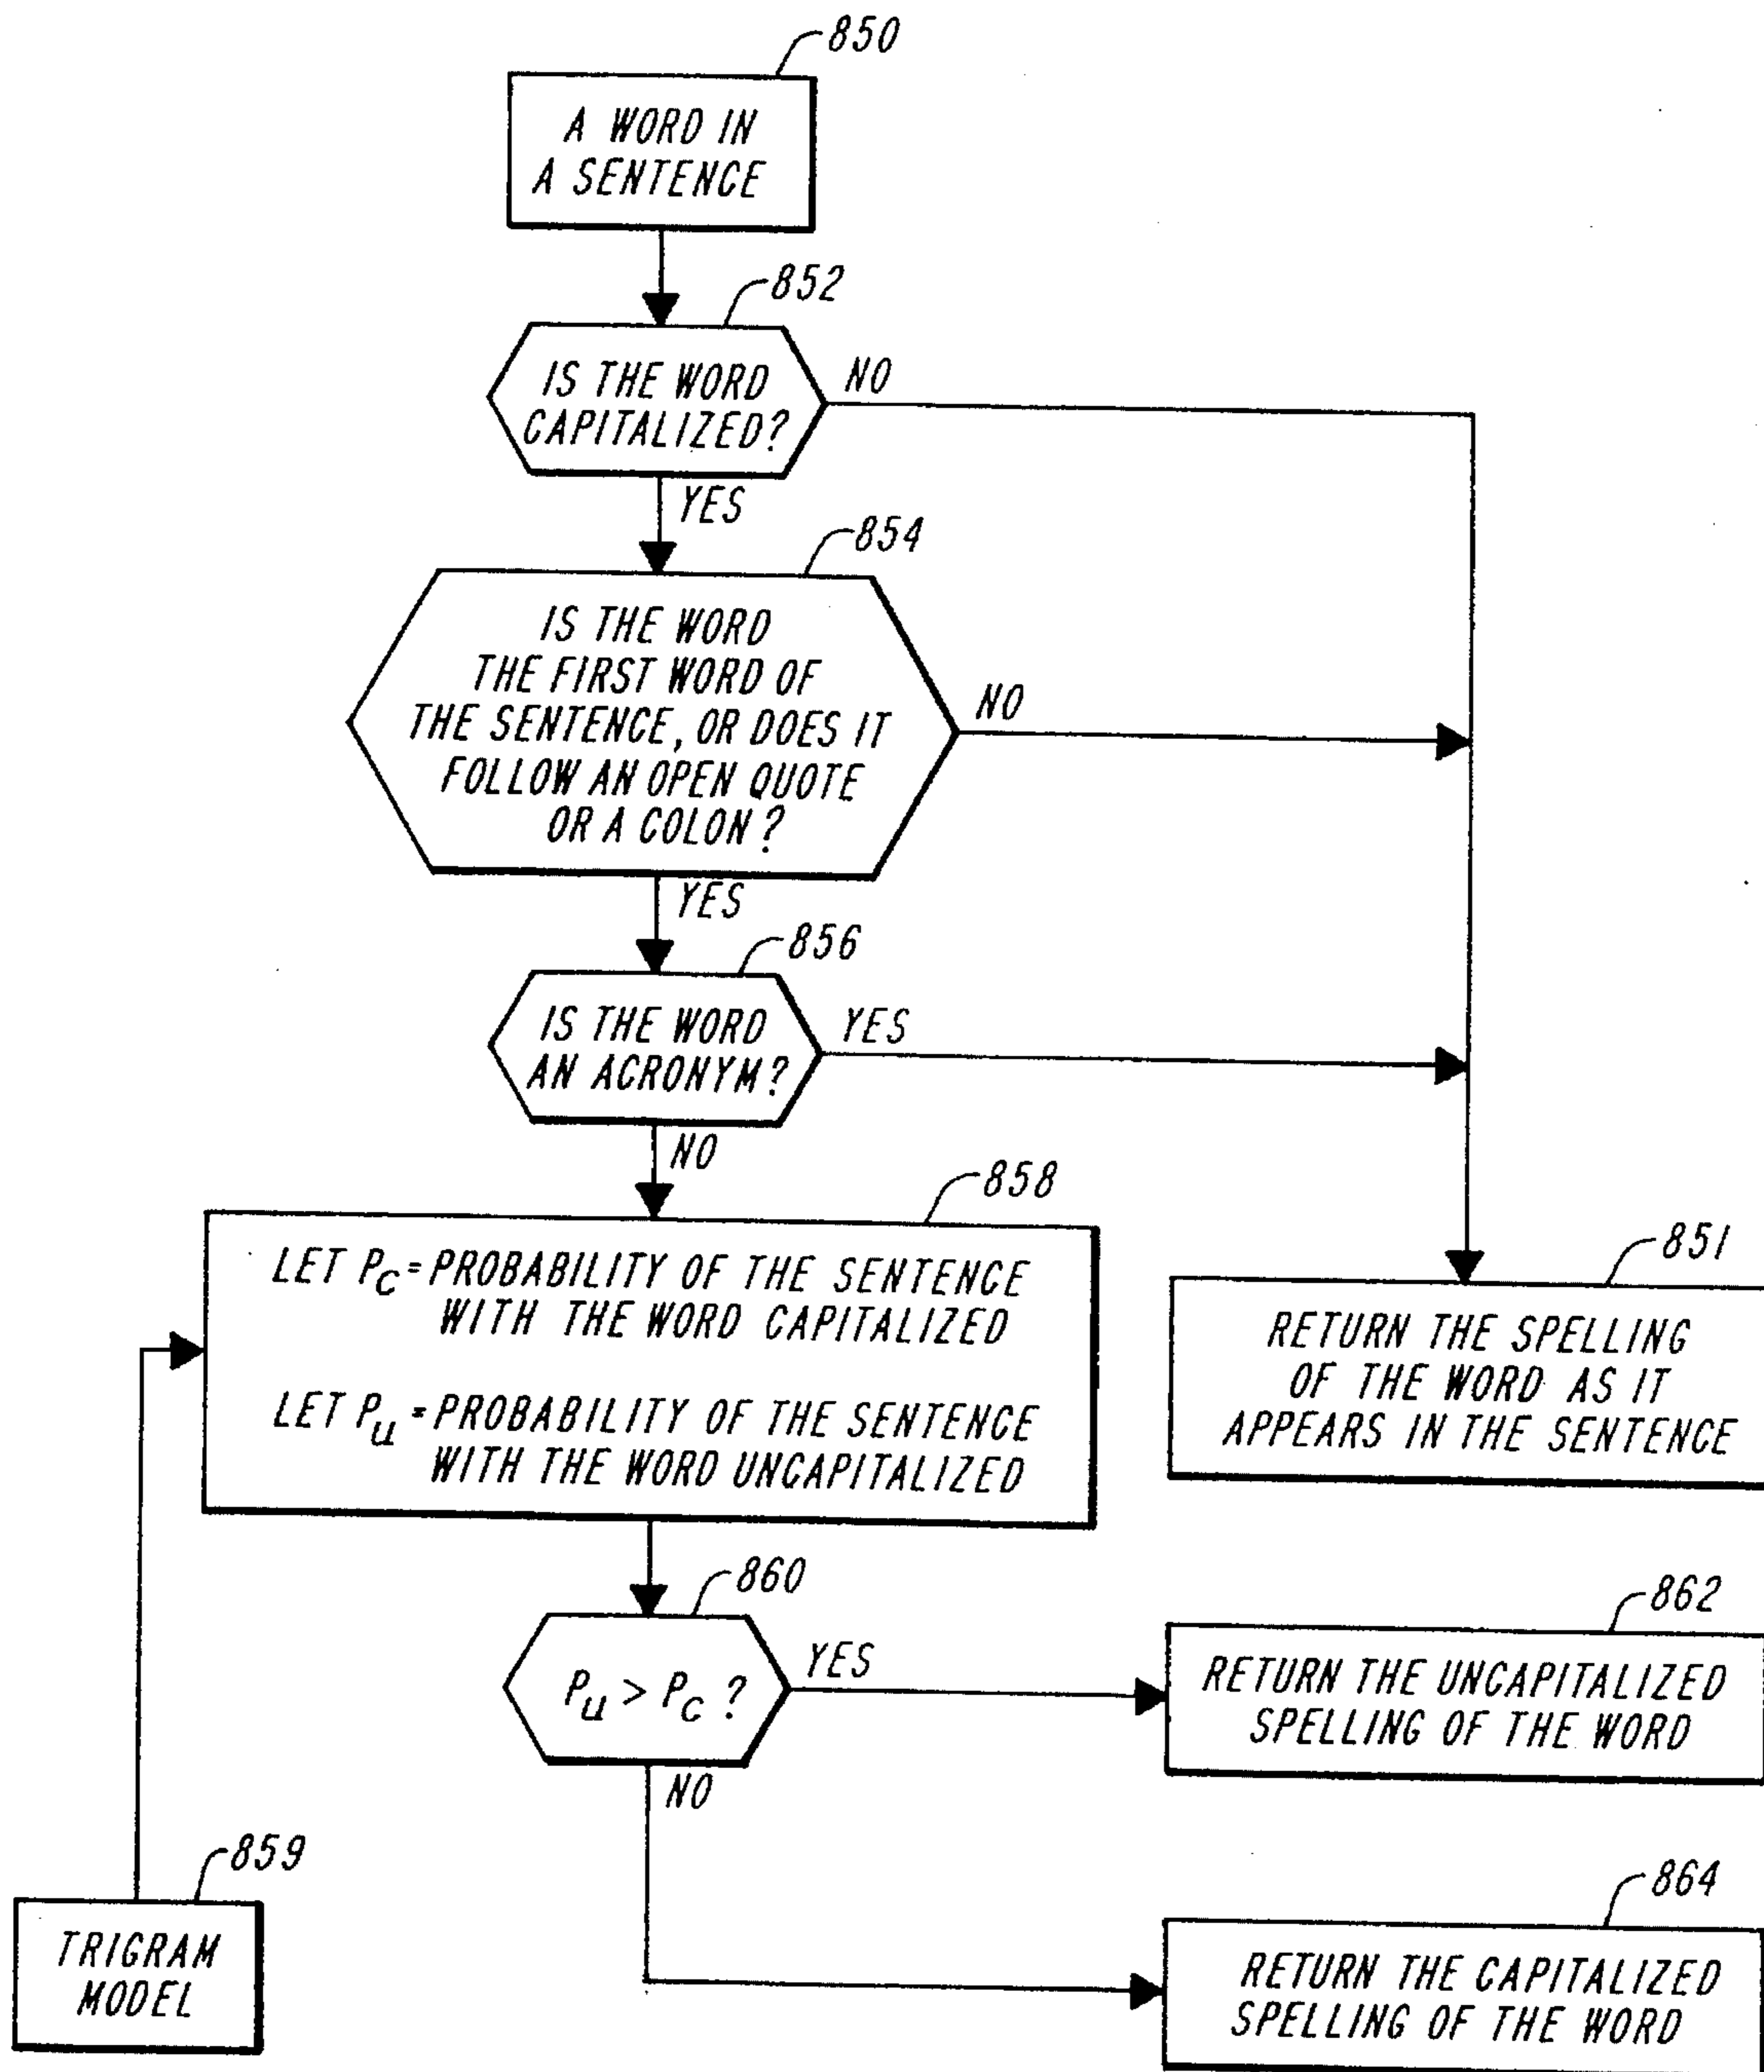 850
A WORD IN
A SENTENCE
852
IS THE WORD
CAPITALIZED?
NO
YES
854
IS THE WORD
THE FIRST WORD OF
THE SENTENCE, OR DOES IT
FOLLOW AN OPEN QUOTE
OR A COLON?
NO
YES
856
IS THE WORD
AN ACRONYM?
YES
NO
858
LET Pc = PROBABILITY OF THE SENTENCE
WITH THE WORD CAPITALIZED
LET Pu = PROBABILITY OF THE SENTENCE
WITH THE WORD UNCAPITALIZED
851
RETURN THE SPELLING
OF THE WORD AS IT
APPEARS IN THE SENTENCE
860
Pu > Pc ?
YES
NO
862
RETURN THE UNCAPITALIZED
SPELLING OF THE WORD
859
TRIGRAM
MODEL
864
RETURN THE CAPITALIZED
SPELLING OF THE WORD